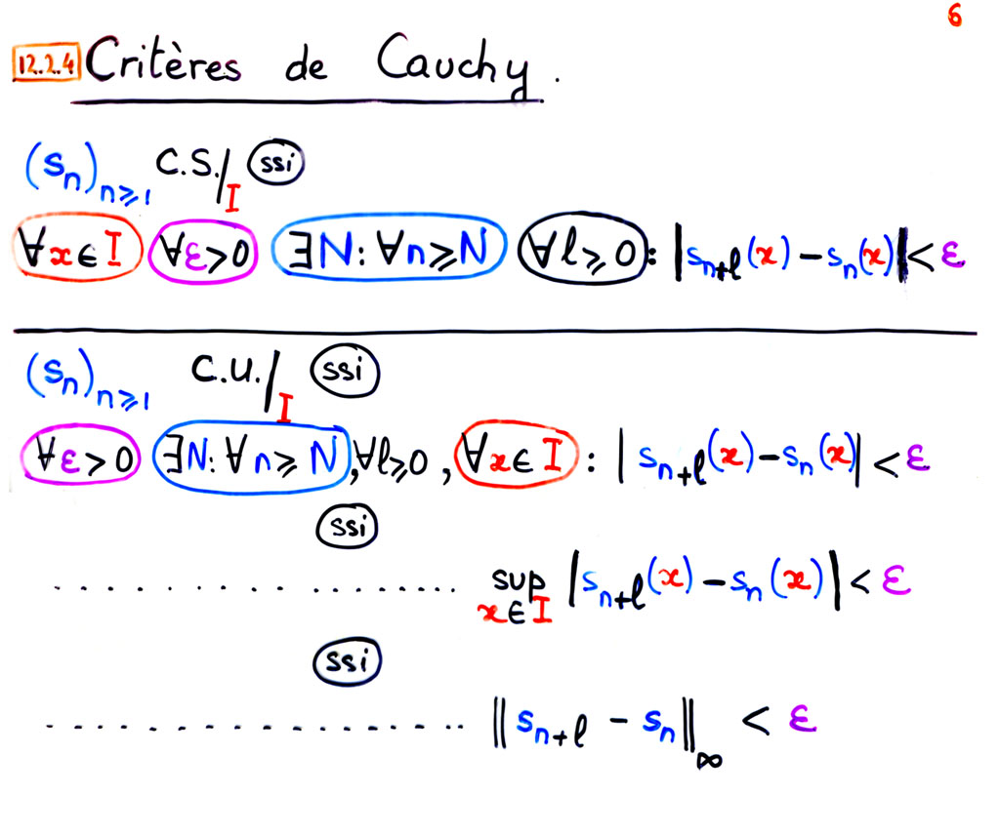 6
12.2.4 Critères de Cauchy.
(sₙ)ₙ⩾₁ C.S./I ssi
∀x∈I ∀ε>0 ∃N: ∀n⩾N ∀ℓ⩾0: |sₙ₊ℓ(x) − sₙ(x)| < ε
(sₙ)ₙ⩾₁ C.U./I ssi
∀ε>0 ∃N: ∀n⩾N, ∀ℓ⩾0, ∀x∈I : |sₙ₊ℓ(x) − sₙ(x)| < ε
ssi
.................. sup |sₙ₊ℓ(x) − sₙ(x)| < ε
x∈I
ssi
.................. ‖sₙ₊ℓ − sₙ‖∞ < ε